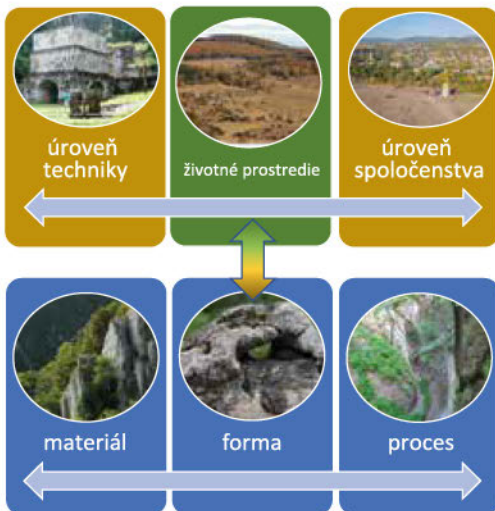 úroveň
techniky
životné prostredie
úroveň
spoločenstva
materiál
forma
proces